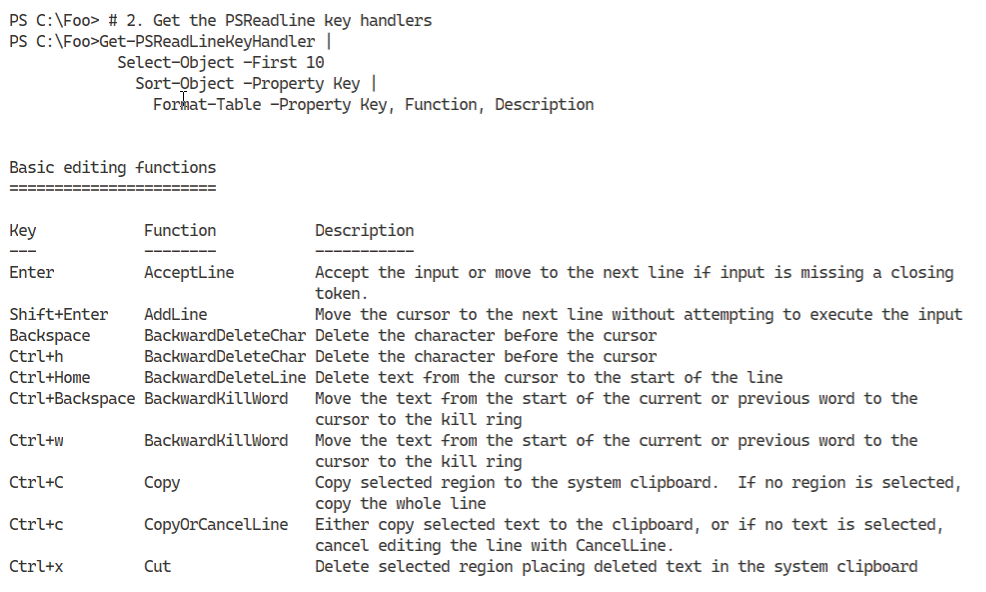 PS C:\Foo> # 2. Get the PSReadline key handlers
PS C:\Foo>Get-PSReadLineKeyHandler |
Select-Object -First 10
Sort-Object -Property Key |
Format-Table -Property Key, Function, Description
Basic editing functions
=======================
Key Function Description
--- -------- -----------
Enter AcceptLine Accept the input or move to the next line if input is missing a closing
token.
Shift+Enter AddLine Move the cursor to the next line without attempting to execute the input
Backspace BackwardDeleteChar Delete the character before the cursor
Ctrl+h BackwardDeleteChar Delete the character before the cursor
Ctrl+Home BackwardDeleteLine Delete text from the cursor to the start of the line
Ctrl+Backspace BackwardKillWord Move the text from the start of the current or previous word to the
cursor to the kill ring
Ctrl+w BackwardKillWord Move the text from the start of the current or previous word to the
cursor to the kill ring
Ctrl+C Copy Copy selected region to the system clipboard.  If no region is selected,
copy the whole line
Ctrl+c CopyOrCancelLine Either copy selected text to the clipboard, or if no text is selected,
cancel editing the line with CancelLine.
Ctrl+x Cut Delete selected region placing deleted text in the system clipboard